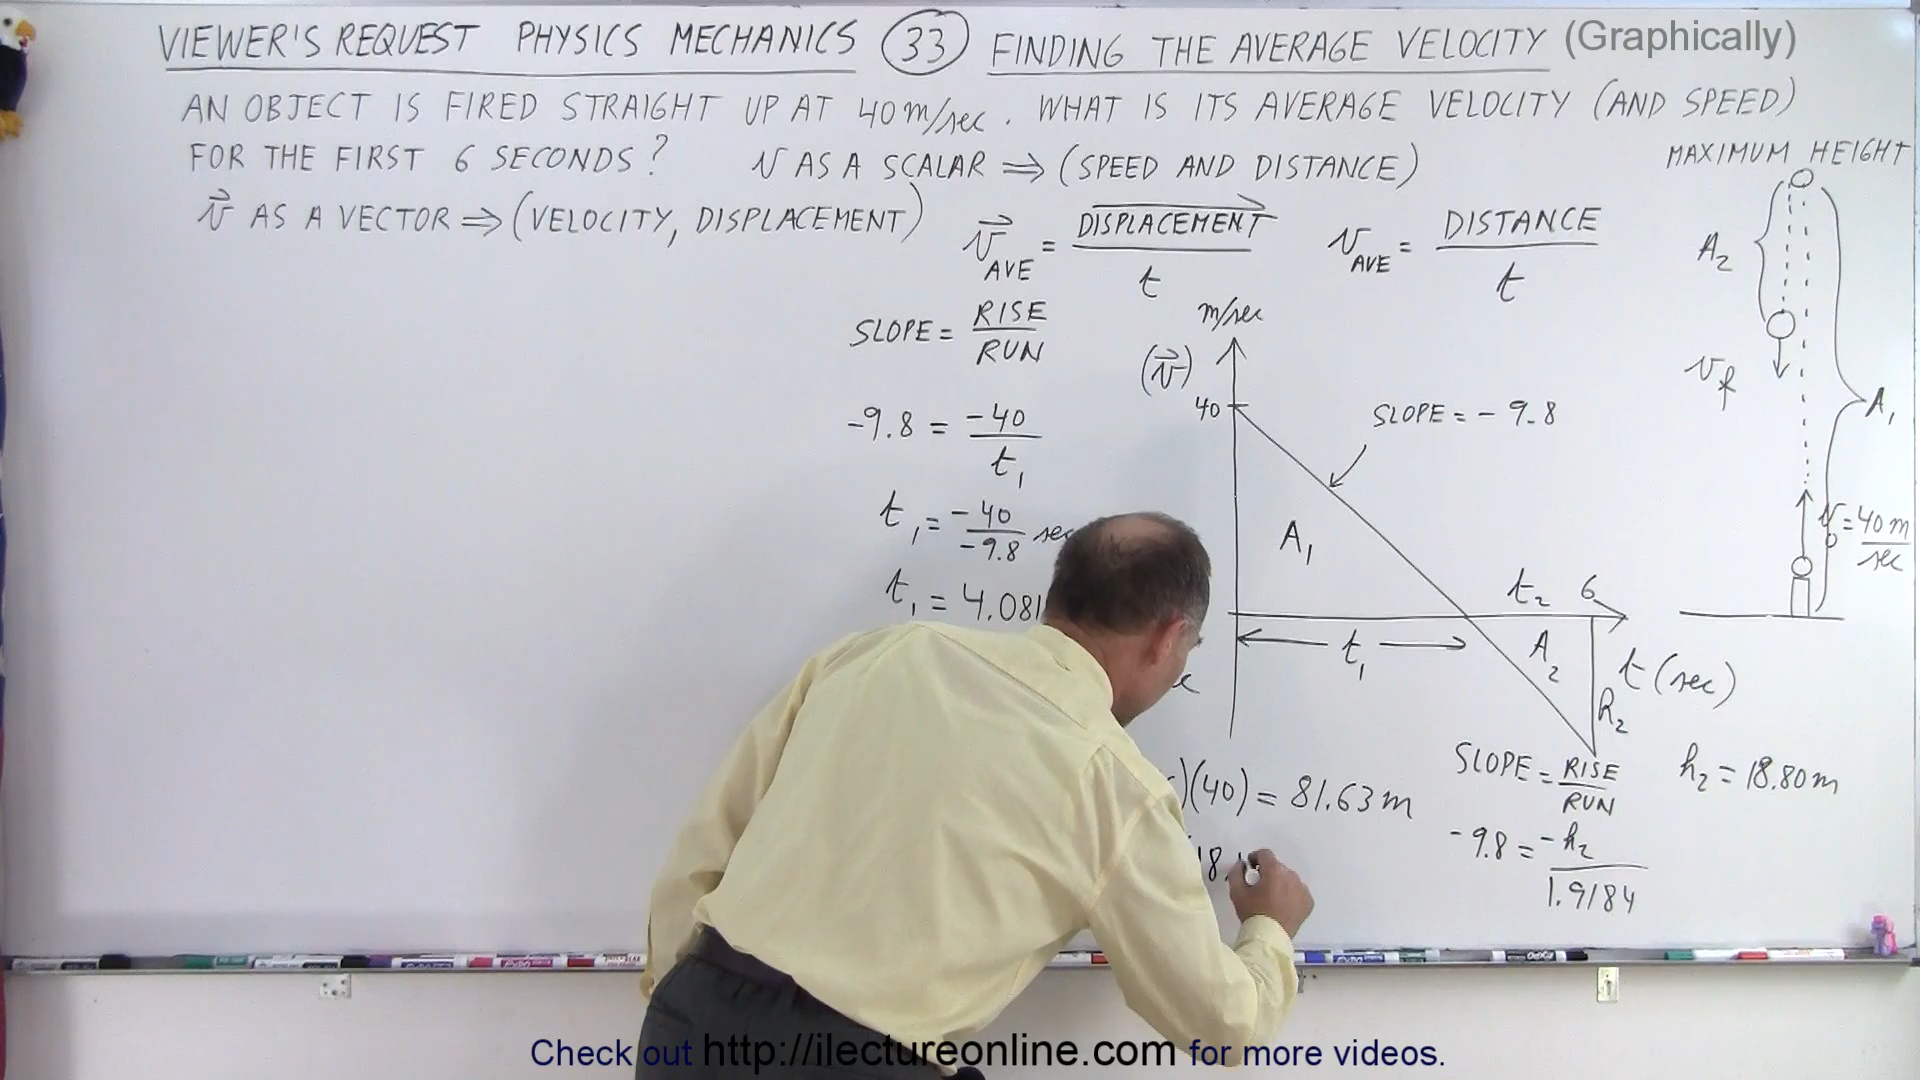 VIEWER'S REQUEST PHYSICS MECHANICS 33 FINDING THE AVERAGE VELOCITY (Graphically)
AN OBJECT IS FIRED STRAIGHT UP AT 40 m/sec. WHAT IS ITS AVERAGE VELOCITY (AND SPEED)
FOR THE FIRST 6 SECONDS? v AS A SCALAR ⇒ (SPEED AND DISTANCE)
v⃗ AS A VECTOR ⇒ (VELOCITY, DISPLACEMENT)
v⃗ AVE = DISPLACEMENT / t
v AVE = DISTANCE / t
MAXIMUM HEIGHT
A₂
v f
A₁
v₀ = 40 m/sec
SLOPE = RISE / RUN
-9.8 = -40 / t₁
t₁ = -40 / -9.8 sec
t₁ = 4.081
m/sec
(v⃗)
40
SLOPE = -9.8
A₁
t₂ 6
t₁
A₂
t (sec)
h₂
)(40) = 81.63 m
18.
SLOPE = RISE / RUN
-9.8 = -h₂ / 1.9184
h₂ = 18.80 m
Check out http://ilectureonline.com for more videos.